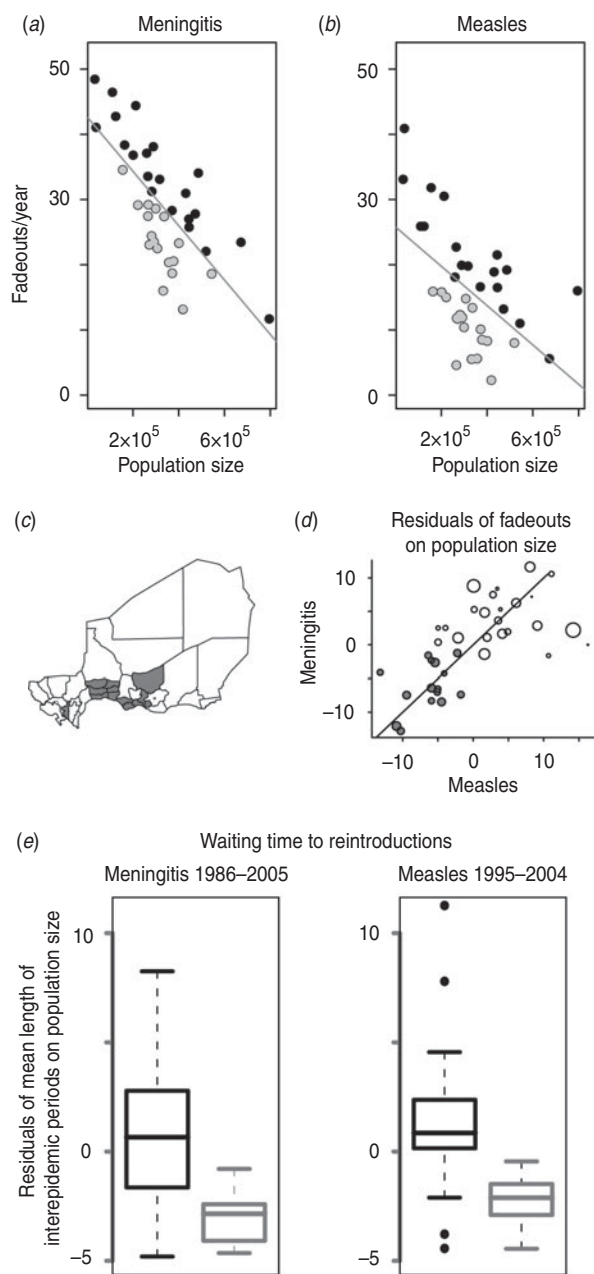 (a) Meningitis
(b) Measles
Fadeouts/year
50
30
0
2×10⁵ 6×10⁵
Population size
50
30
0
2×10⁵ 6×10⁵
Population size
(c)
(d) Residuals of fadeouts
on population size
Meningitis
10
0
−10
−10 0 10
Measles
(e) Waiting time to reintroductions
Meningitis 1986–2005
Measles 1995–2004
Residuals of mean length of
interepidemic periods on population size
10
0
−5
10
0
−5